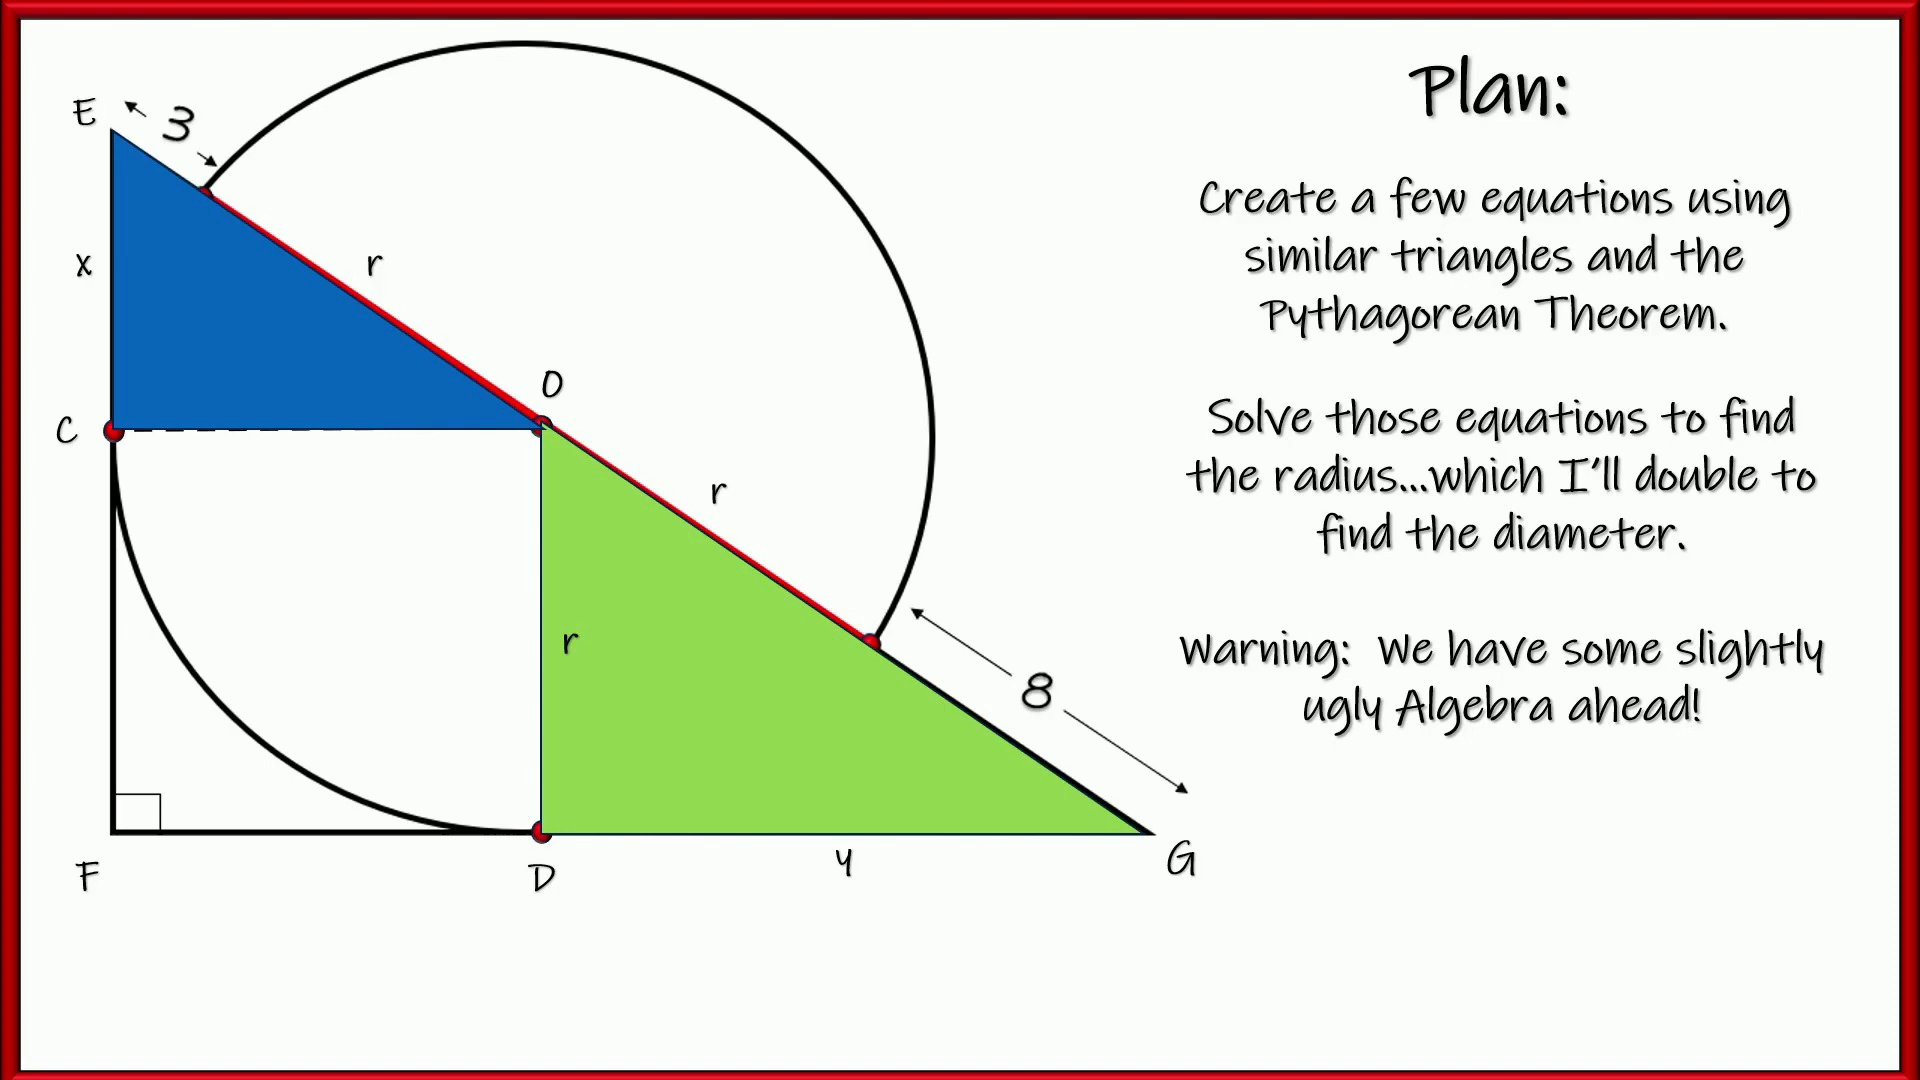 Plan:
E
3
Create a few equations using
similar triangles and the
Pythagorean Theorem.
x
r
O
C
Solve those equations to find
the radius...which I'll double to
find the diameter.
r
r
8
Warning: We have some slightly
ugly Algebra ahead!
F
D
y
G